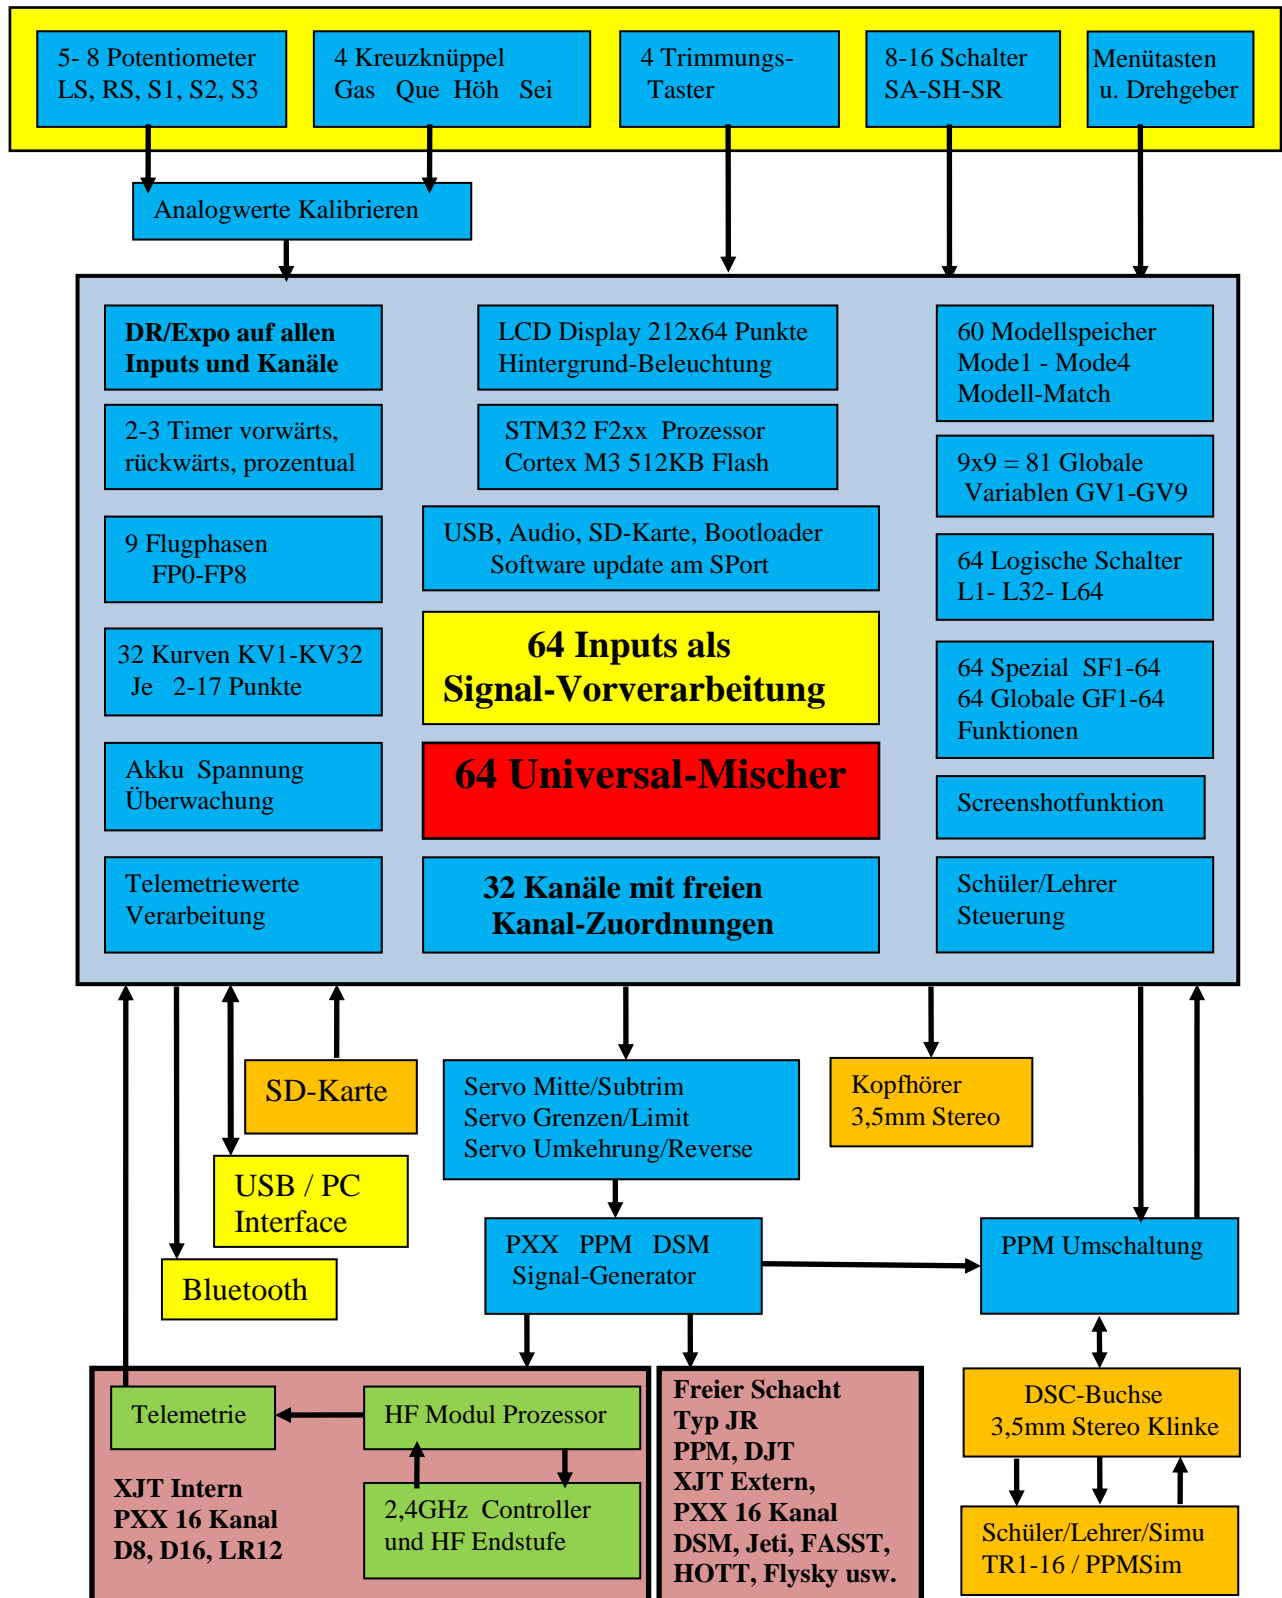 5- 8 Potentiometer
LS, RS, S1, S2, S3
4 Kreuzknüppel
Gas Que Höh Sei
4 Trimmungs-
Taster
8-16 Schalter
SA-SH-SR
Menütasten
u. Drehgeber
Analogwerte Kalibrieren
DR/Expo auf allen
Inputs und Kanäle
2-3 Timer vorwärts,
rückwärts, prozentual
9 Flugphasen
FP0-FP8
32 Kurven KV1-KV32
Je 2-17 Punkte
Akku Spannung
Überwachung
Telemetriewerte
Verarbeitung
LCD Display 212x64 Punkte
Hintergrund-Beleuchtung
STM32 F2xx Prozessor
Cortex M3 512KB Flash
USB, Audio, SD-Karte, Bootloader
Software update am SPort
64 Inputs als
Signal-Vorverarbeitung
64 Universal-Mischer
32 Kanäle mit freien
Kanal-Zuordnungen
60 Modellspeicher
Mode1 - Mode4
Modell-Match
9x9 = 81 Globale
Variablen GV1-GV9
64 Logische Schalter
L1- L32- L64
64 Spezial SF1-64
64 Globale GF1-64
Funktionen
Screenshotfunktion
Schüler/Lehrer
Steuerung
SD-Karte
USB / PC
Interface
Bluetooth
Servo Mitte/Subtrim
Servo Grenzen/Limit
Servo Umkehrung/Reverse
Kopfhörer
3,5mm Stereo
PXX PPM DSM
Signal-Generator
PPM Umschaltung
Telemetrie
HF Modul Prozessor
2,4GHz Controller
und HF Endstufe
XJT Intern
PXX 16 Kanal
D8, D16, LR12
Freier Schacht
Typ JR
PPM, DJT
XJT Extern,
PXX 16 Kanal
DSM, Jeti, FASST,
HOTT, Flysky usw.
DSC-Buchse
3,5mm Stereo Klinke
Schüler/Lehrer/Simu
TR1-16 / PPMSim